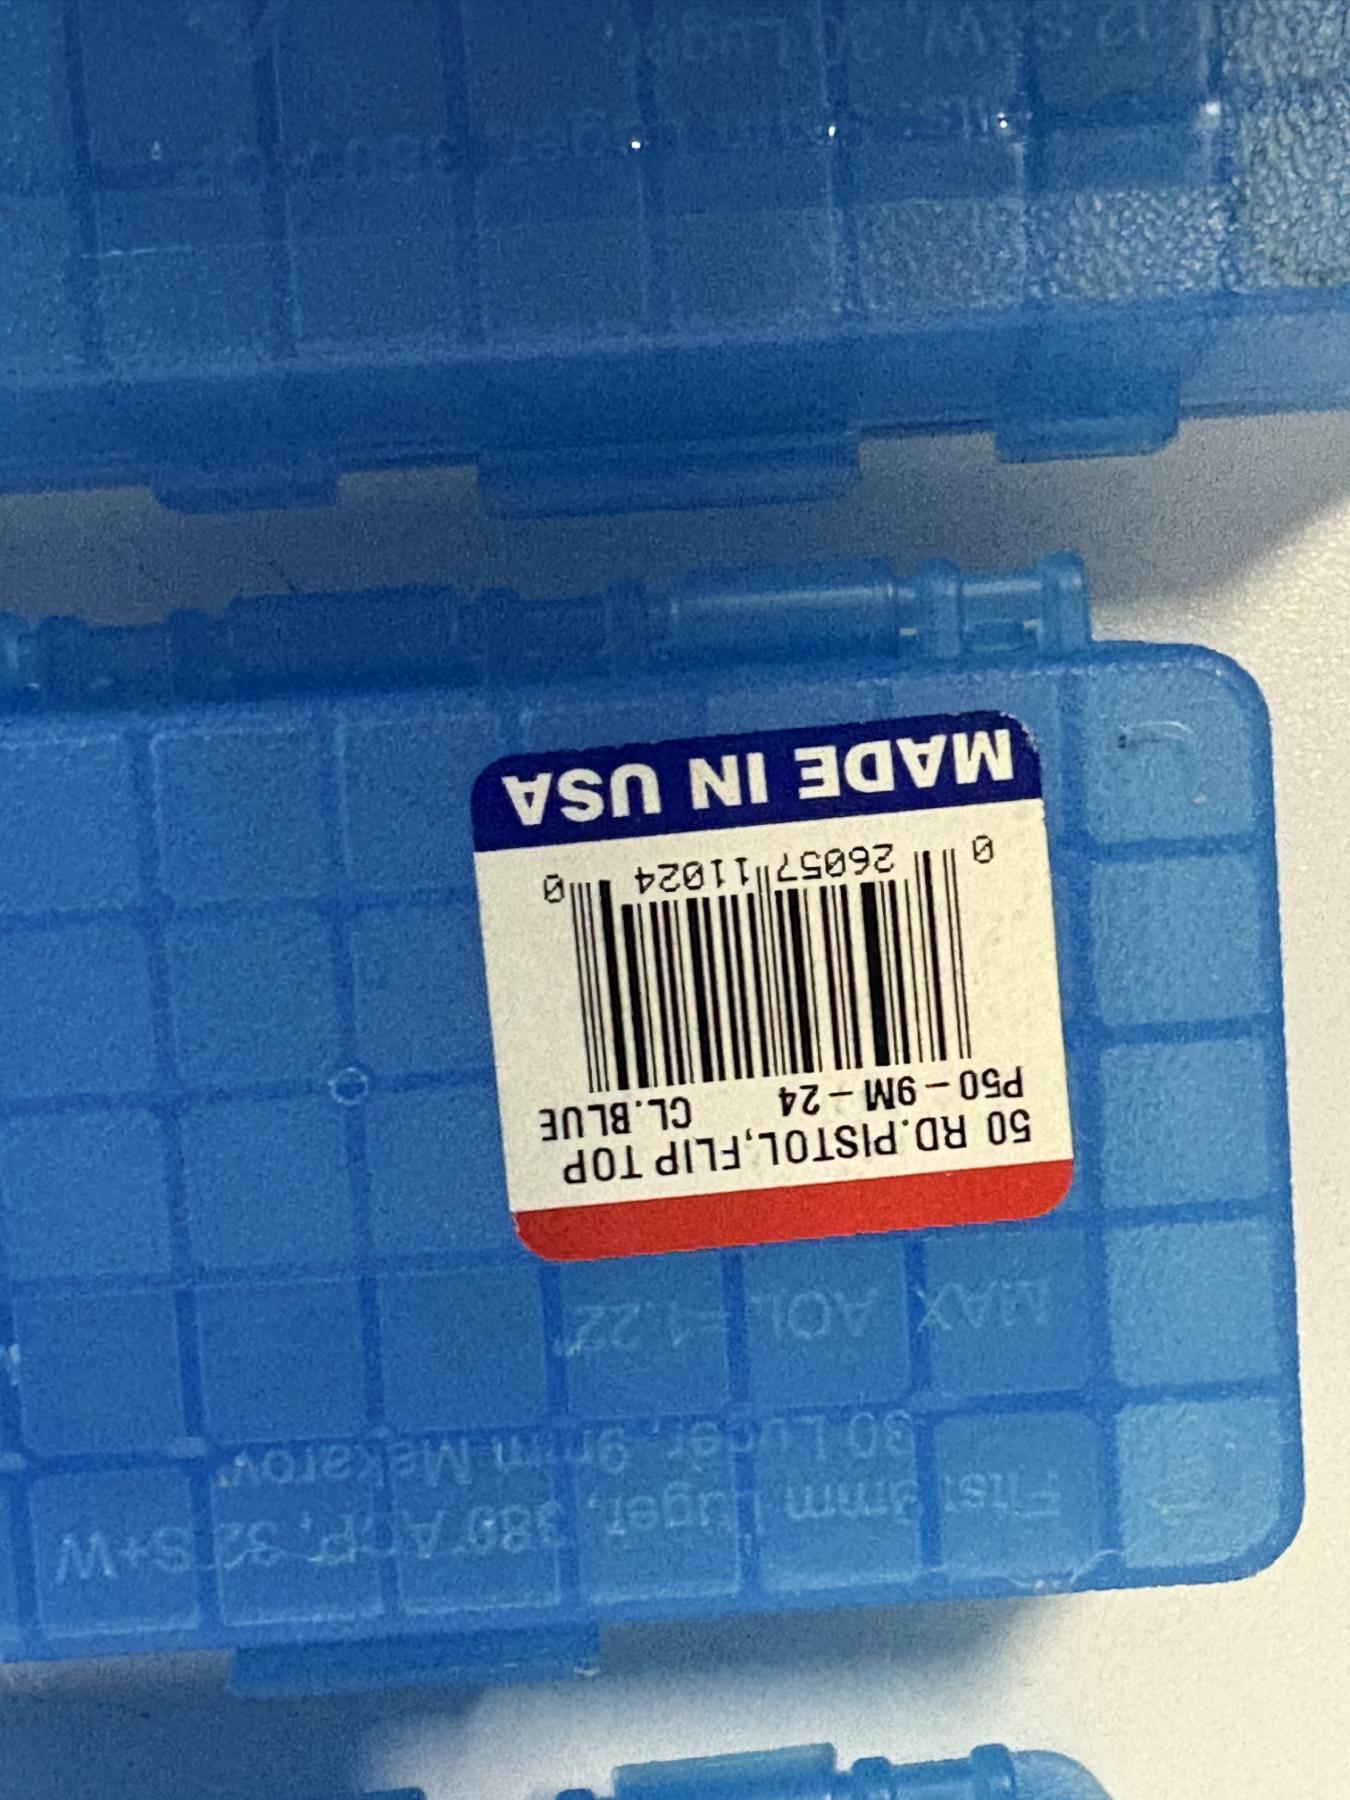 Fits: 9mm Luger, 380 ACP, 32 S+W
30 Luger, 9mm Makarov
MAX AOL =1.22"
50 RD.PISTOL,FLIP TOP
P50-9M-24 CL.BLUE
0 26057 11024 0
MADE IN USA